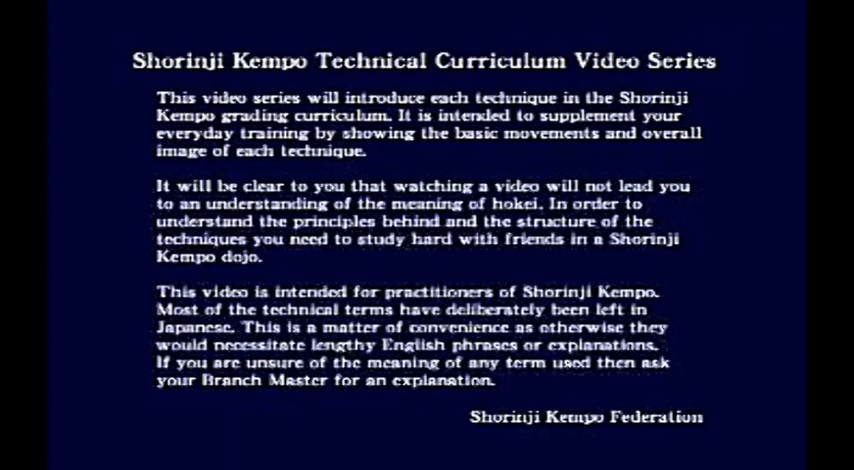 Shorinji Kempo Technical Curriculum Video Series
This video series will introduce each technique in the Shorinji
Kempo grading curriculum. It is intended to supplement your
everyday training by showing the basic movements and overall
image of each technique.
It will be clear to you that watching a video will not lead you
to an understanding of the meaning of hokei. In order to
understand the principles behind and the structure of the
techniques you need to study hard with friends in a Shorinji
Kempo dojo.
This video is intended for practitioners of Shorinji Kempo.
Most of the technical terms have deliberately been left in
Japanese. This is a matter of convenience as otherwise they
would necessitate lengthy English phrases or explanations.
If you are unsure of the meaning of any term used then ask
your Branch Master for an explanation.
Shorinji Kempo Federation